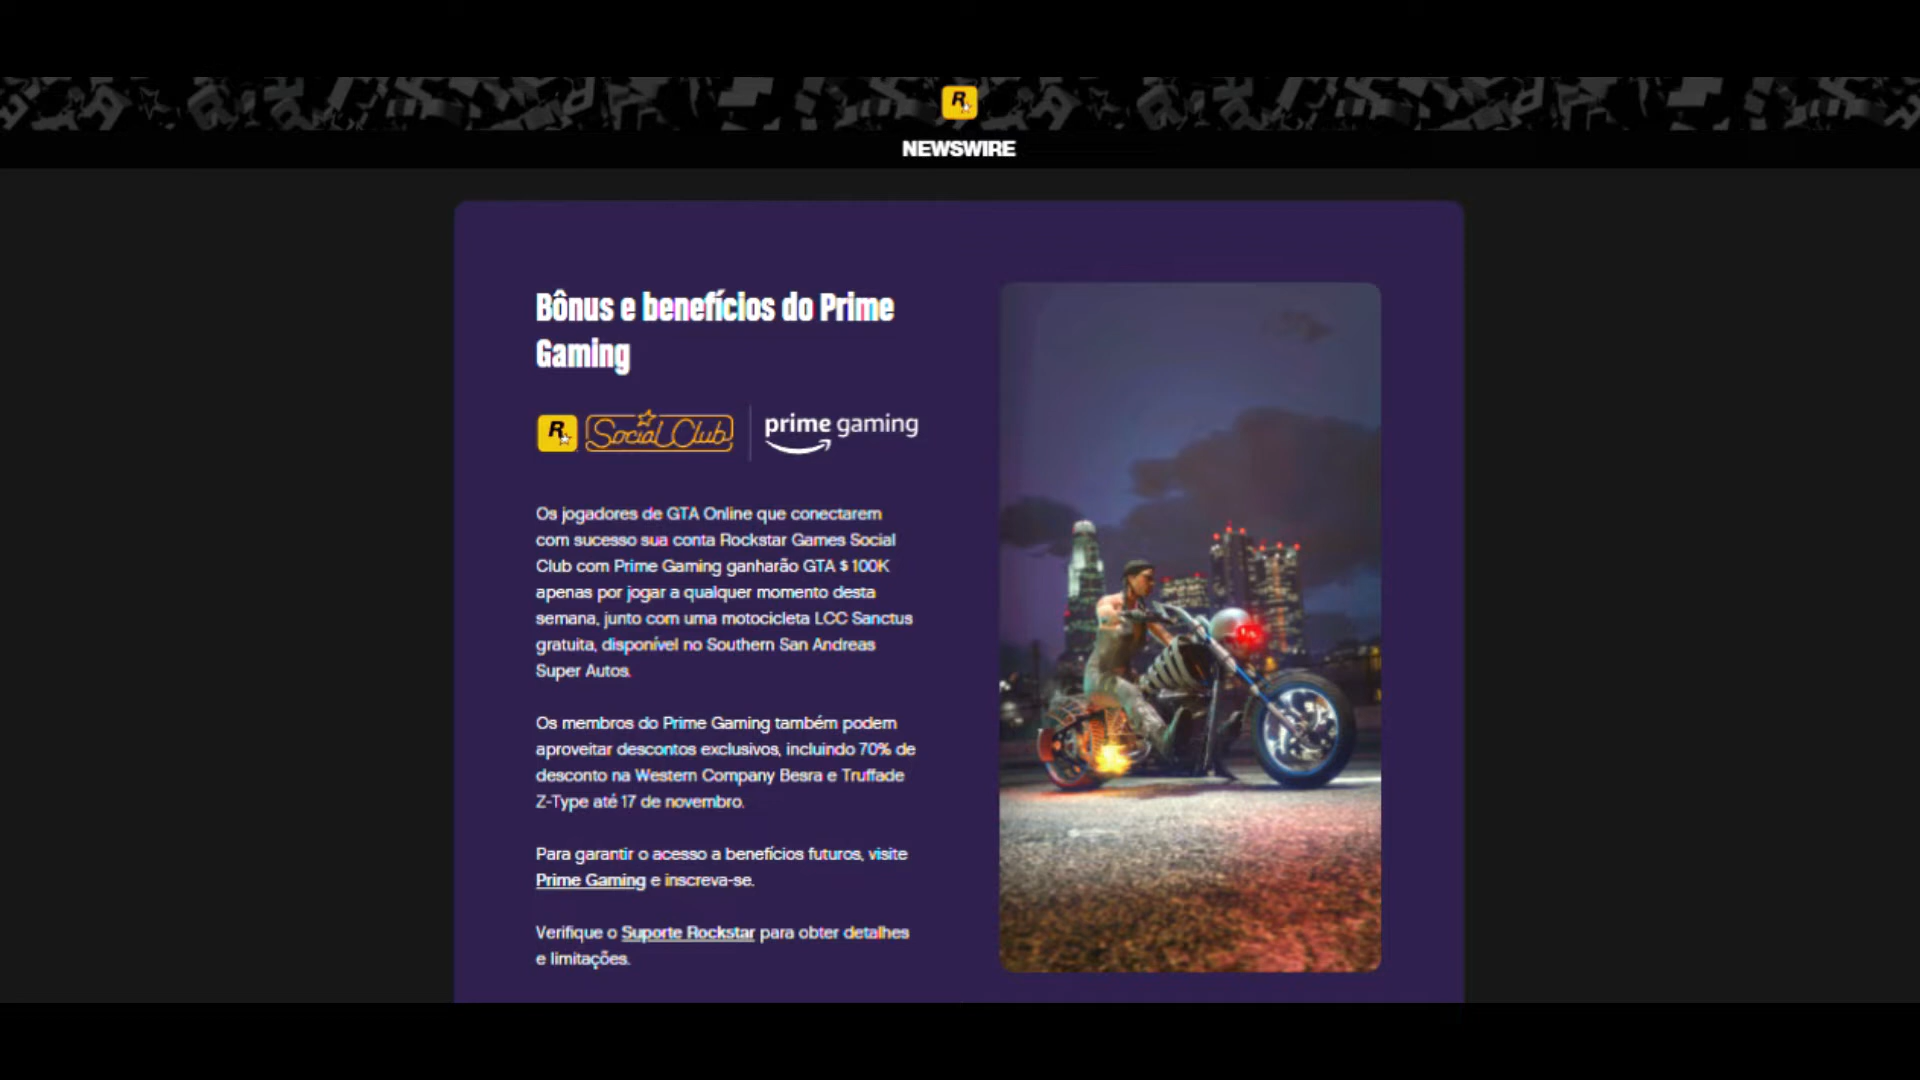 R
NEWSWIRE
Bônus e benefícios do Prime
Gaming
R Social Club prime gaming
Os jogadores de GTA Online que conectarem
com sucesso sua conta Rockstar Games Social
Club com Prime Gaming ganharão GTA $100K
apenas por jogar a qualquer momento desta
semana, junto com uma motocicleta LCC Sanctus
gratuita, disponível no Southern San Andreas
Super Autos.
Os membros do Prime Gaming também podem
aproveitar descontos exclusivos, incluindo 70% de
desconto na Western Company Besra e Truffade
Z-Type até 17 de novembro.
Para garantir o acesso a benefícios futuros, visite
Prime Gaming e inscreva-se.
Verifique o Suporte Rockstar para obter detalhes
e limitações.